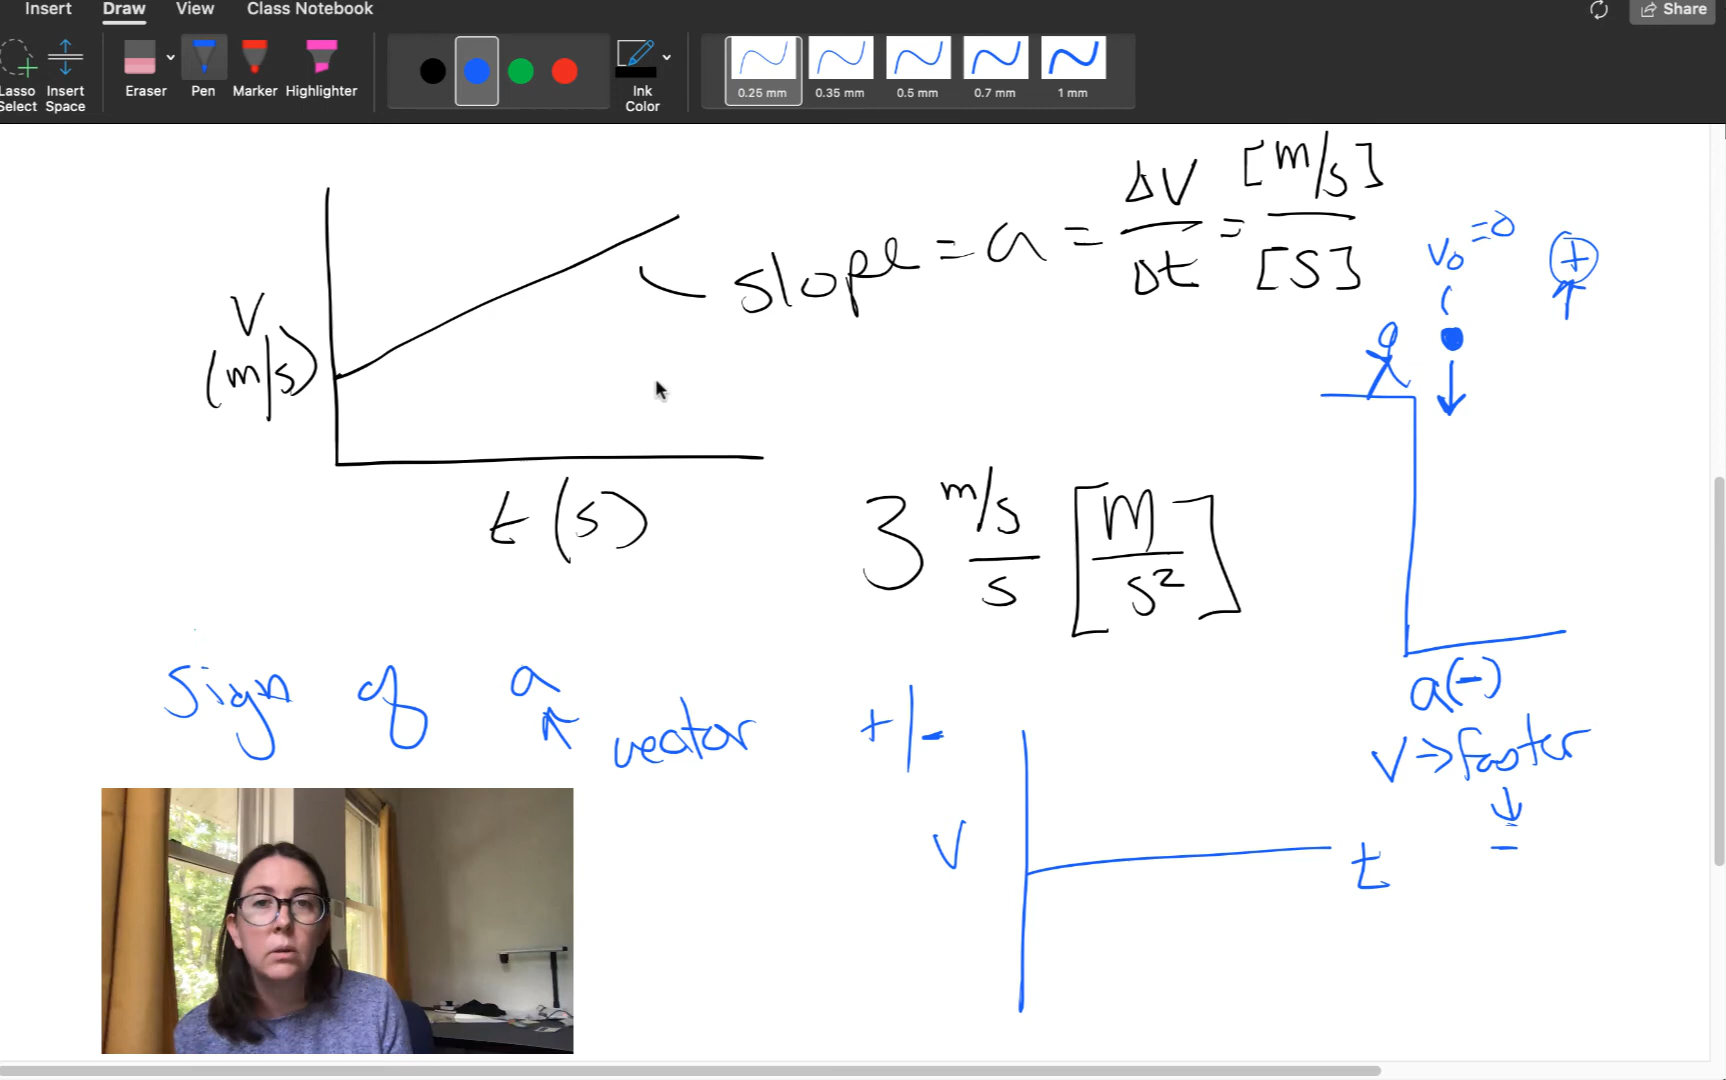 Insert Draw View Class Notebook Share
Lasso Select Insert Space Eraser Pen Marker Highlighter Ink Color 0.25 mm 0.35 mm 0.5 mm 0.7 mm 1 mm
V (m/s)
t (s)
slope = a = ΔV/Δt = [m/s]/[s]
3 m/s/s [m/s²]
V₀ = 0 +
a(-)
V → faster
↓
-
sign of a
↑ vector +/-
V
t